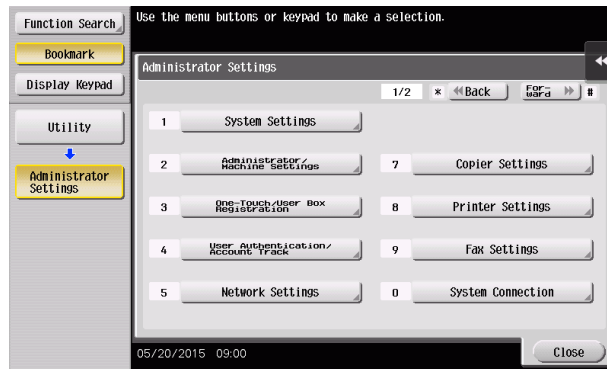 Function Search
Use the menu buttons or keypad to make a selection.
Bookmark
Display Keypad
Utility
Administrator
Settings
Administrator Settings
1/2 * Back For-
ward #
1 System Settings
2 Administrator/
Machine Settings
7 Copier Settings
3 One-Touch/User Box
Registration
8 Printer Settings
4 User Authentication/
Account Track
9 Fax Settings
5 Network Settings
0 System Connection
05/20/2015 09:00
Close